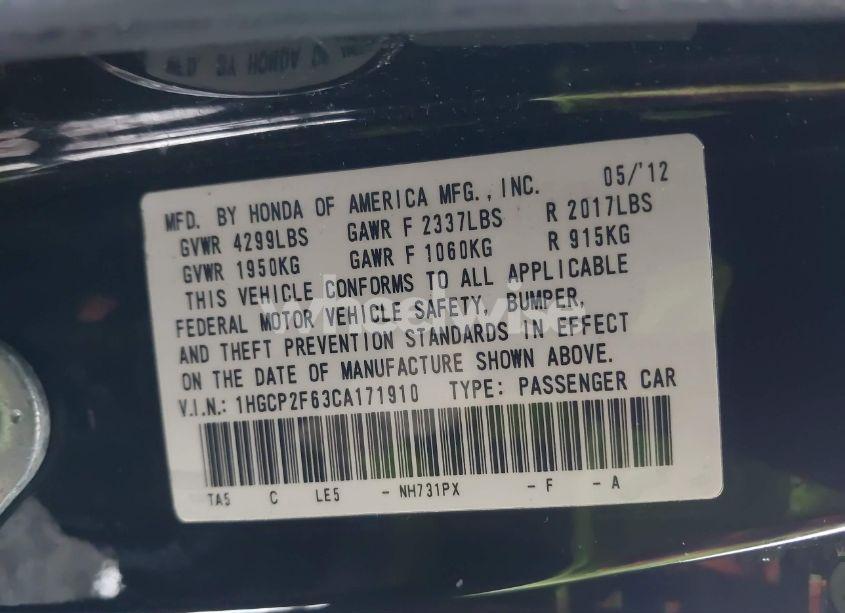 MFD. BY HONDA OF AMERICA MFG., INC. 05/'12
GVWR 4299LBS GAWR F 2337LBS R 2017LBS
GVWR 1950KG GAWR F 1060KG R 915KG
THIS VEHICLE CONFORMS TO ALL APPLICABLE
FEDERAL MOTOR VEHICLE SAFETY, BUMPER,
AND THEFT PREVENTION STANDARDS IN EFFECT
ON THE DATE OF MANUFACTURE SHOWN ABOVE.
V.I.N.: 1HGCP2F63CA171910 TYPE: PASSENGER CAR
TA5 C LE5 - NH731PX - F - A
wheelwise